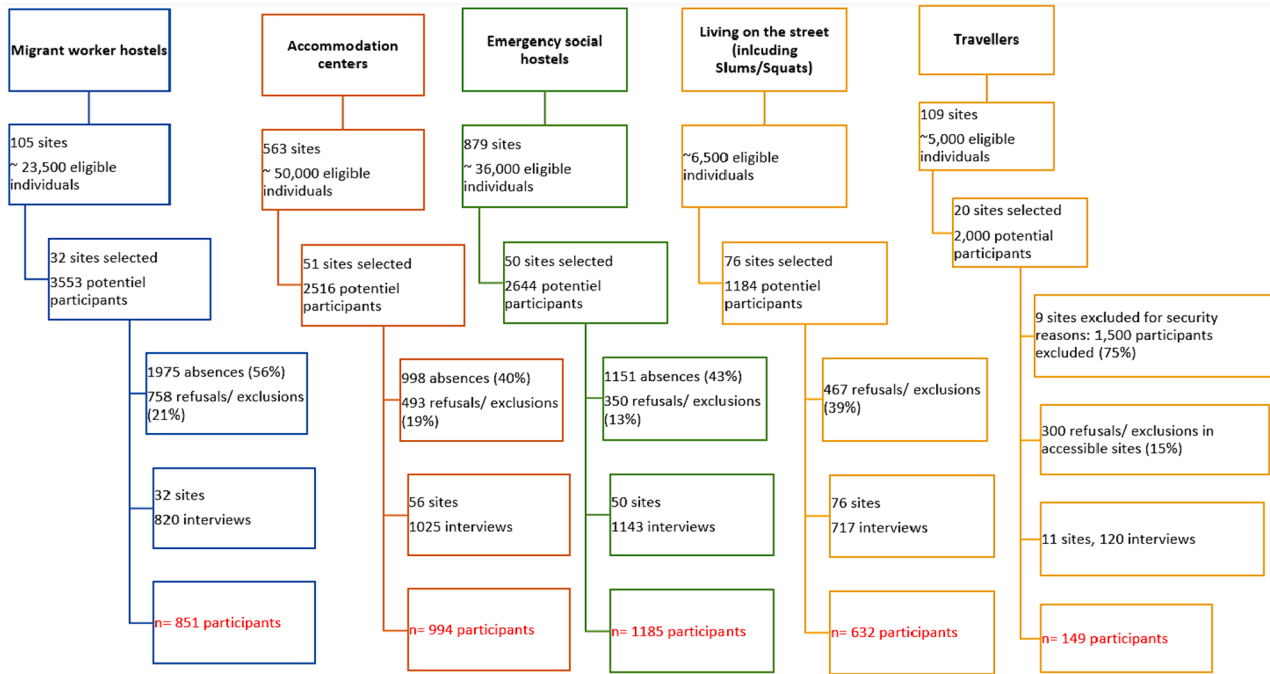 Migrant worker hostels
105 sites
~ 23,500 eligible
individuals
32 sites selected
3553 potentiel
participants
1975 absences (56%)
758 refusals/ exclusions
(21%)
32 sites
820 interviews
n= 851 participants
Accommodation
centers
563 sites
~ 50,000 eligible
individuals
51 sites selected
2516 potentiel
participants
998 absences (40%)
493 refusals/ exclusions
(19%)
56 sites
1025 interviews
n= 994 participants
Emergency social
hostels
879 sites
~ 36,000 eligible
individuals
50 sites selected
2644 potentiel
participants
1151 absences (43%)
350 refusals/ exclusions
(13%)
50 sites
1143 interviews
n= 1185 participants
Living on the street
(inlcuding
Slums/Squats)
~6,500 eligible
individuals
76 sites selected
1184 potentiel
participants
467 refusals/ exclusions
(39%)
76 sites
717 interviews
n= 632 participants
Travellers
109 sites
~5,000 eligible
individuals
20 sites selected
2,000 potential
participants
9 sites excluded for security
reasons: 1,500 participants
excluded (75%)
300 refusals/ exclusions in
accessible sites (15%)
11 sites, 120 interviews
n= 149 participants